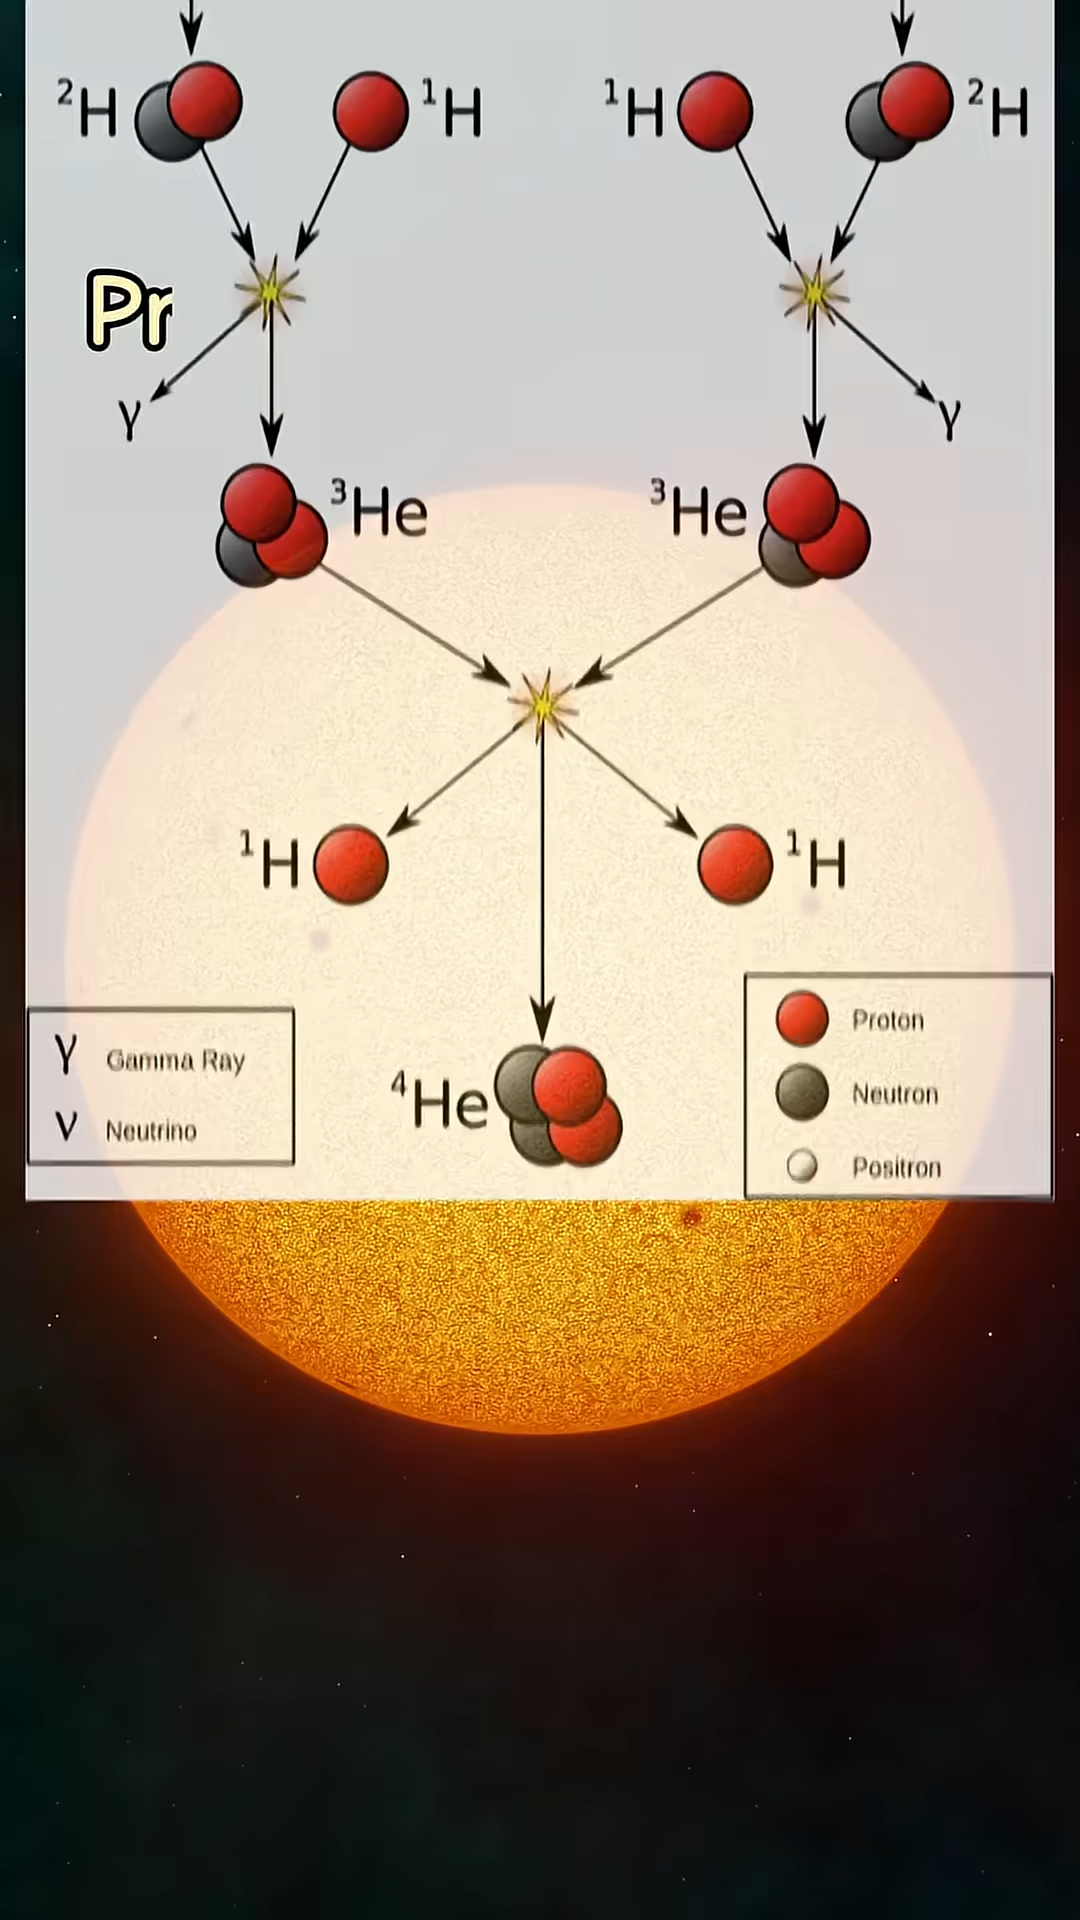 ²H ¹H ¹H ²H
Pr
γ γ
³He ³He
¹H ¹H
⁴He
γ Gamma Ray
ν Neutrino
Proton
Neutron
Positron